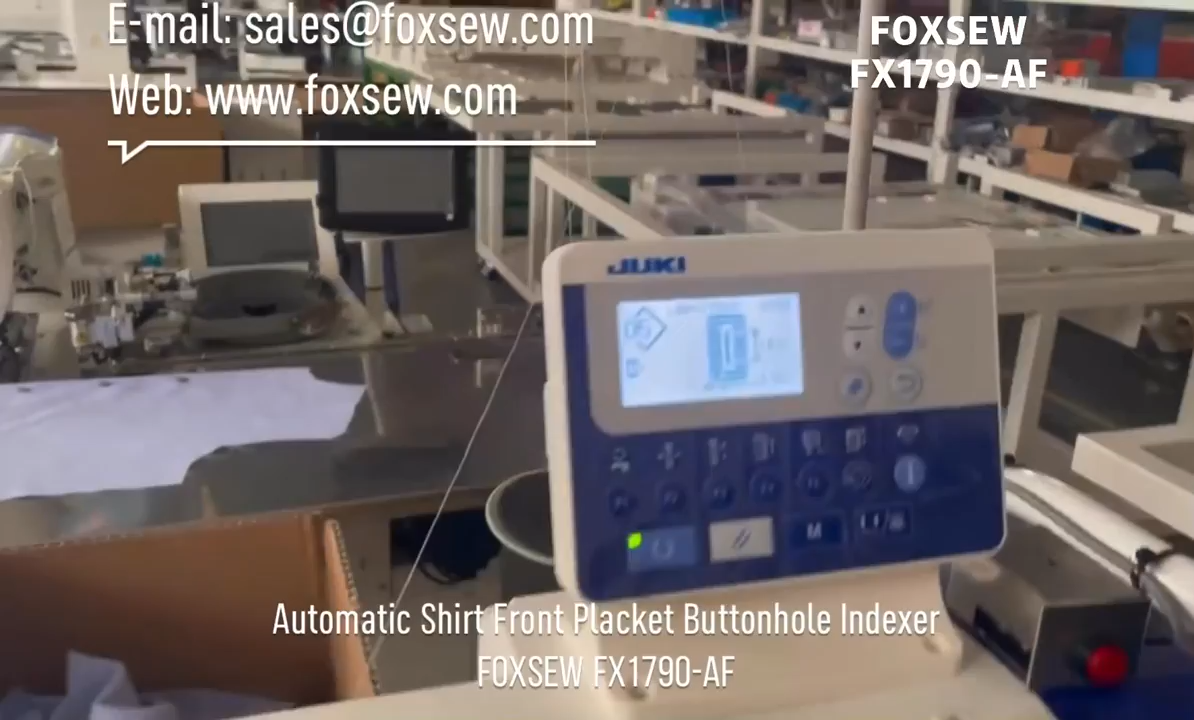 E-mail: sales@foxsew.com
Web: www.foxsew.com
FOXSEW
FX1790-AF
JUKI
M
Automatic Shirt Front Placket Buttonhole Indexer
FOXSEW FX1790-AF